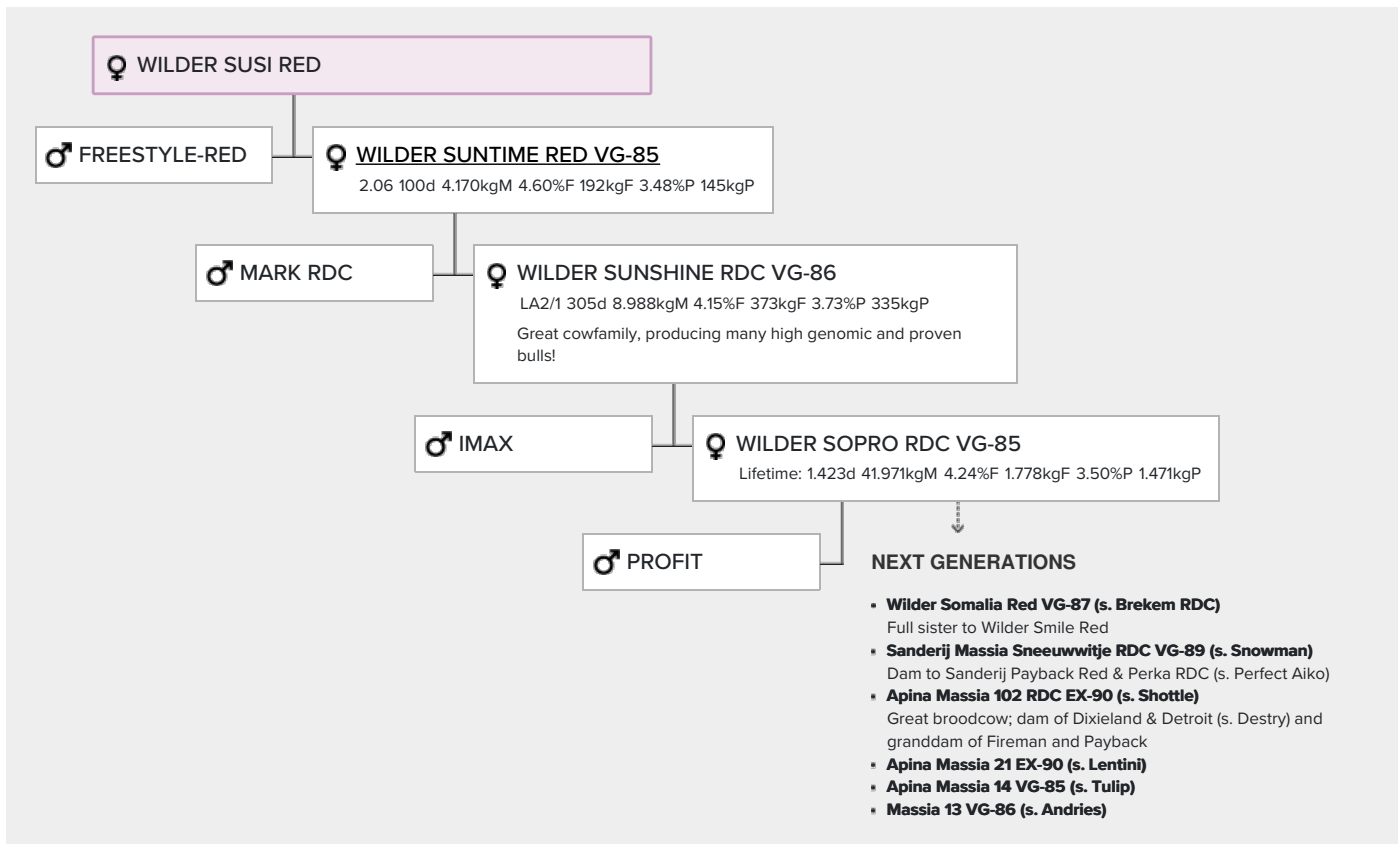 WILDER SUSI RED
FREESTYLE-RED
WILDER SUNTIME RED VG-85
2.06 100d 4.170kgM 4.60%F 192kgF 3.48%P 145kgP
MARK RDC
WILDER SUNSHINE RDC VG-86
LA2/1 305d 8.988kgM 4.15%F 373kgF 3.73%P 335kgP
Great cowfamily, producing many high genomic and proven
bulls!
IMAX
WILDER SOPRO RDC VG-85
Lifetime: 1.423d 41.971kgM 4.24%F 1.778kgF 3.50%P 1.471kgP
PROFIT
NEXT GENERATIONS
Wilder Somalia Red VG-87 (s. Brekem RDC)
Full sister to Wilder Smile Red
Sanderij Massia Sneeuwwitje RDC VG-89 (s. Snowman)
Dam to Sanderij Payback Red & Perka RDC (s. Perfect Aiko)
Apina Massia 102 RDC EX-90 (s. Shottle)
Great broodcow; dam of Dixieland & Detroit (s. Destry) and
granddam of Fireman and Payback
Apina Massia 21 EX-90 (s. Lentini)
Apina Massia 14 VG-85 (s. Tulip)
Massia 13 VG-86 (s. Andries)